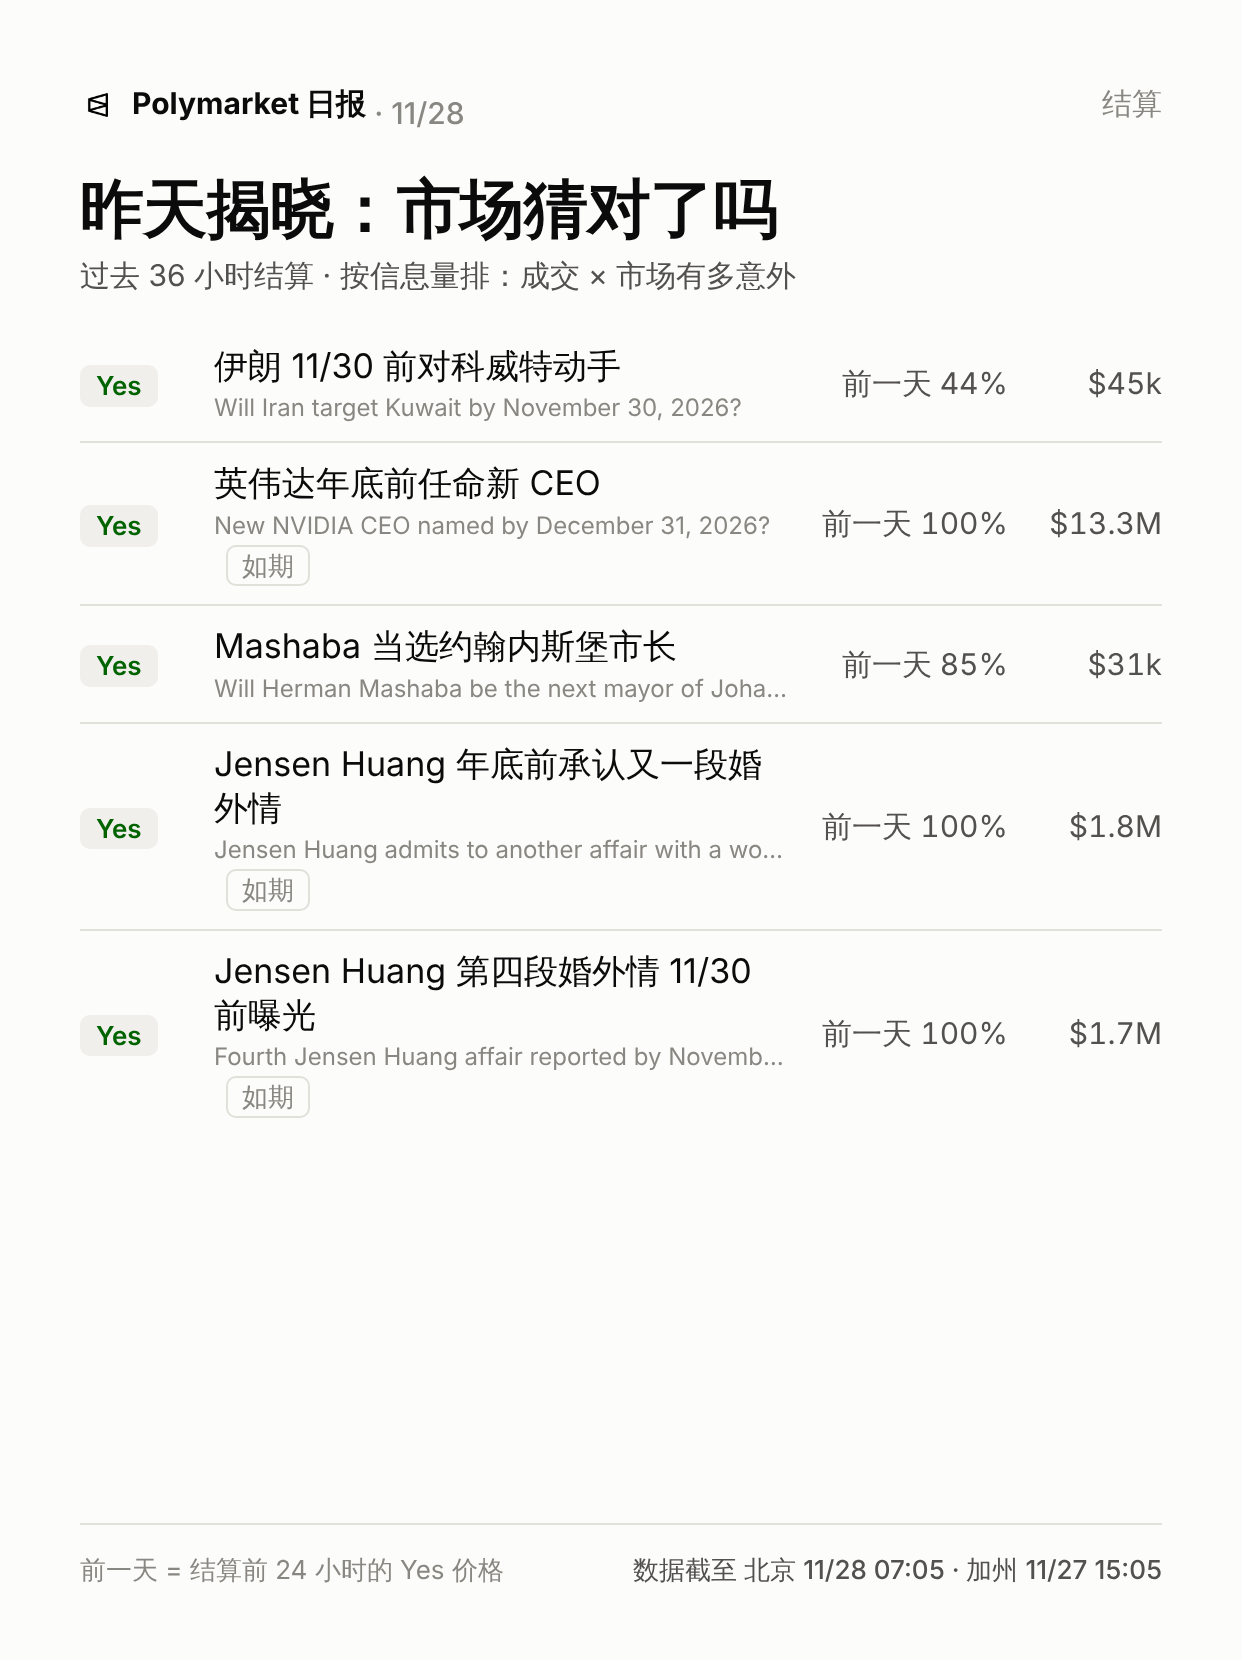 Polymarket 日报 · 11/28
结算
昨天揭晓：市场猜对了吗
过去 36 小时结算 · 按信息量排：成交 × 市场有多意外
Yes
伊朗 11/30 前对科威特动手
Will Iran target Kuwait by November 30, 2026?
前一天 44%
$45k
Yes
英伟达年底前任命新 CEO
New NVIDIA CEO named by December 31, 2026?
如期
前一天 100%
$13.3M
Yes
Mashaba 当选约翰内斯堡市长
Will Herman Mashaba be the next mayor of Joha...
前一天 85%
$31k
Yes
Jensen Huang 年底前承认又一段婚
外情
Jensen Huang admits to another affair with a wo...
如期
前一天 100%
$1.8M
Yes
Jensen Huang 第四段婚外情 11/30
前曝光
Fourth Jensen Huang affair reported by Novemb...
如期
前一天 100%
$1.7M
前一天 = 结算前 24 小时的 Yes 价格
数据截至 北京 11/28 07:05 · 加州 11/27 15:05